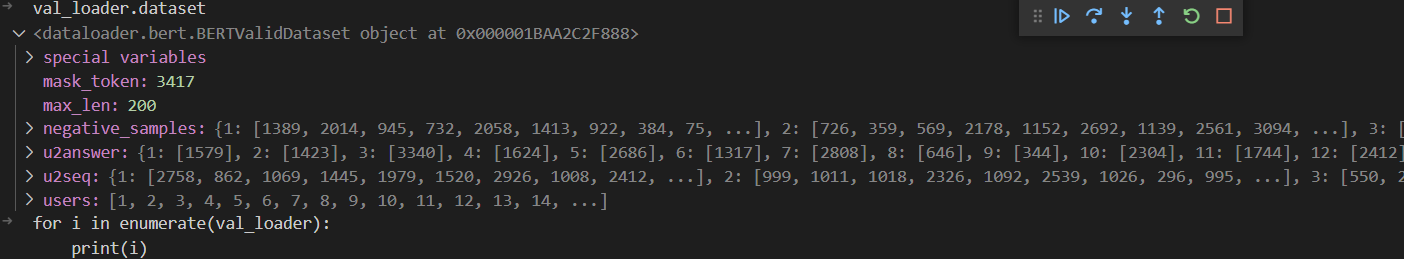 val_loader.dataset
<dataloader.bert.BERTValidDataset object at 0x000001BAA2C2F888>
special variables
mask_token: 3417
max_len: 200
negative_samples: {1: [1389, 2014, 945, 732, 2058, 1413, 922, 384, 75, ...], 2: [726, 359, 569, 2178, 1152, 2692, 1139, 2561, 3094, ...], 3: [
u2answer: {1: [1579], 2: [1423], 3: [3340], 4: [1624], 5: [2686], 6: [1317], 7: [2808], 8: [646], 9: [344], 10: [2304], 11: [1744], 12: [2412]
u2seq: {1: [2758, 862, 1069, 1445, 1979, 1520, 2926, 1008, 2412, ...], 2: [999, 1011, 1018, 2326, 1092, 2539, 1026, 296, 995, ...], 3: [550, 2
users: [1, 2, 3, 4, 5, 6, 7, 8, 9, 10, 11, 12, 13, 14, ...]
for i in enumerate(val_loader):
print(i)